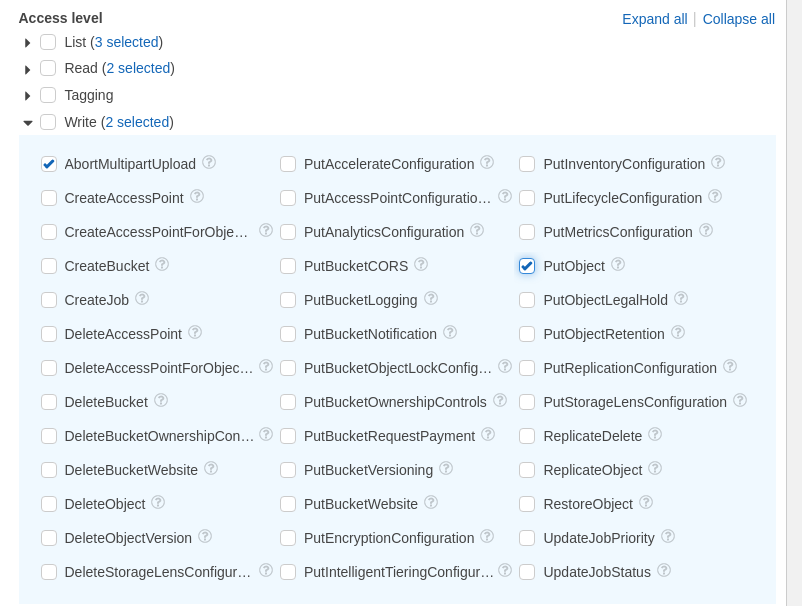 Access level
Expand all | Collapse all
List (3 selected)
Read (2 selected)
Tagging
Write (2 selected)
AbortMultipartUpload ? PutAccelerateConfiguration ? PutInventoryConfiguration ?
CreateAccessPoint ? PutAccessPointConfiguratio… ? PutLifecycleConfiguration ?
CreateAccessPointForObje… ? PutAnalyticsConfiguration ? PutMetricsConfiguration ?
CreateBucket ? PutBucketCORS ? PutObject ?
CreateJob ? PutBucketLogging ? PutObjectLegalHold ?
DeleteAccessPoint ? PutBucketNotification ? PutObjectRetention ?
DeleteAccessPointForObjec… ? PutBucketObjectLockConfig… ? PutReplicationConfiguration ?
DeleteBucket ? PutBucketOwnershipControls ? PutStorageLensConfiguration ?
DeleteBucketOwnershipCon… ? PutBucketRequestPayment ? ReplicateDelete ?
DeleteBucketWebsite ? PutBucketVersioning ? ReplicateObject ?
DeleteObject ? PutBucketWebsite ? RestoreObject ?
DeleteObjectVersion ? PutEncryptionConfiguration ? UpdateJobPriority ?
DeleteStorageLensConfigur… ? PutIntelligentTieringConfigur… ? UpdateJobStatus ?